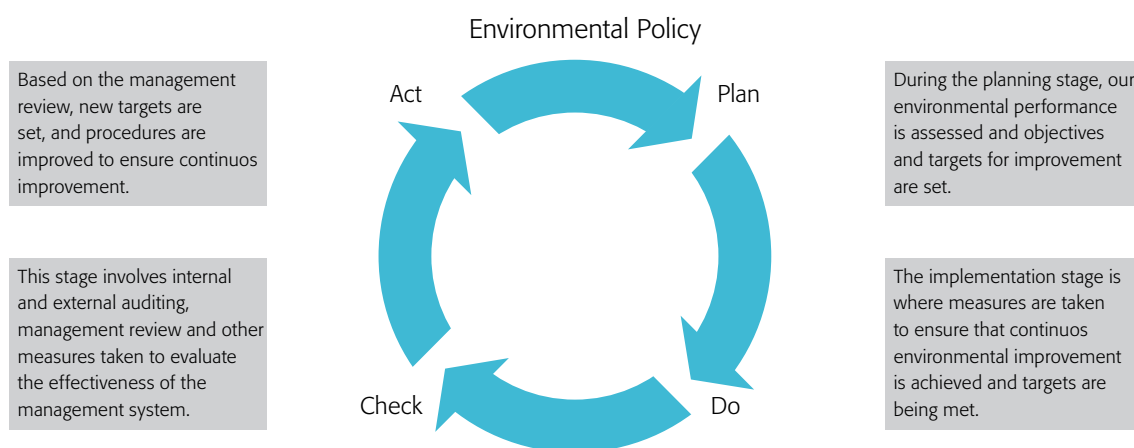 Environmental Policy
Act
Plan
Based on the management
review, new targets are
set, and procedures are
improved to ensure continuos
improvement.
During the planning stage, our
environmental performance
is assessed and objectives
and targets for improvement
are set.
This stage involves internal
and external auditing,
management review and other
measures taken to evaluate
the effectiveness of the
management system.
The implementation stage is
where measures are taken
to ensure that continuos
environmental improvement
is achieved and targets are
being met.
Check
Do